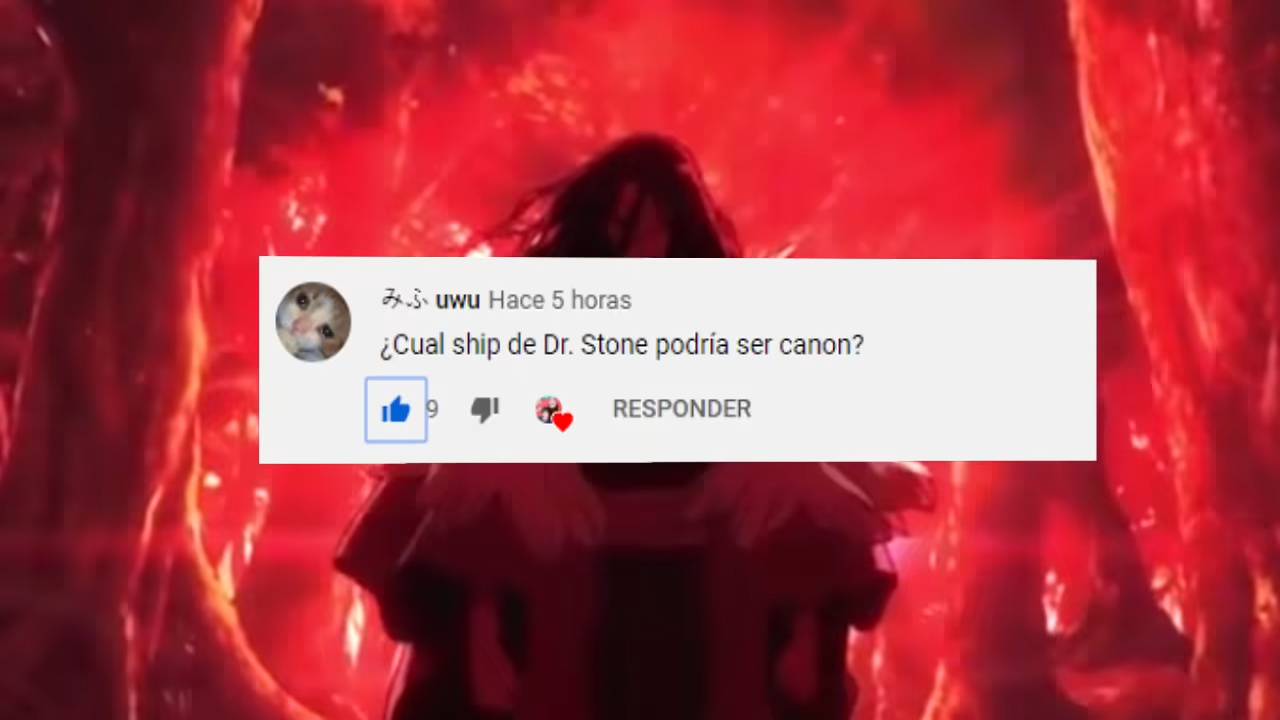 みふ uwu Hace 5 horas
¿Cual ship de Dr. Stone podría ser canon?
9 RESPONDER